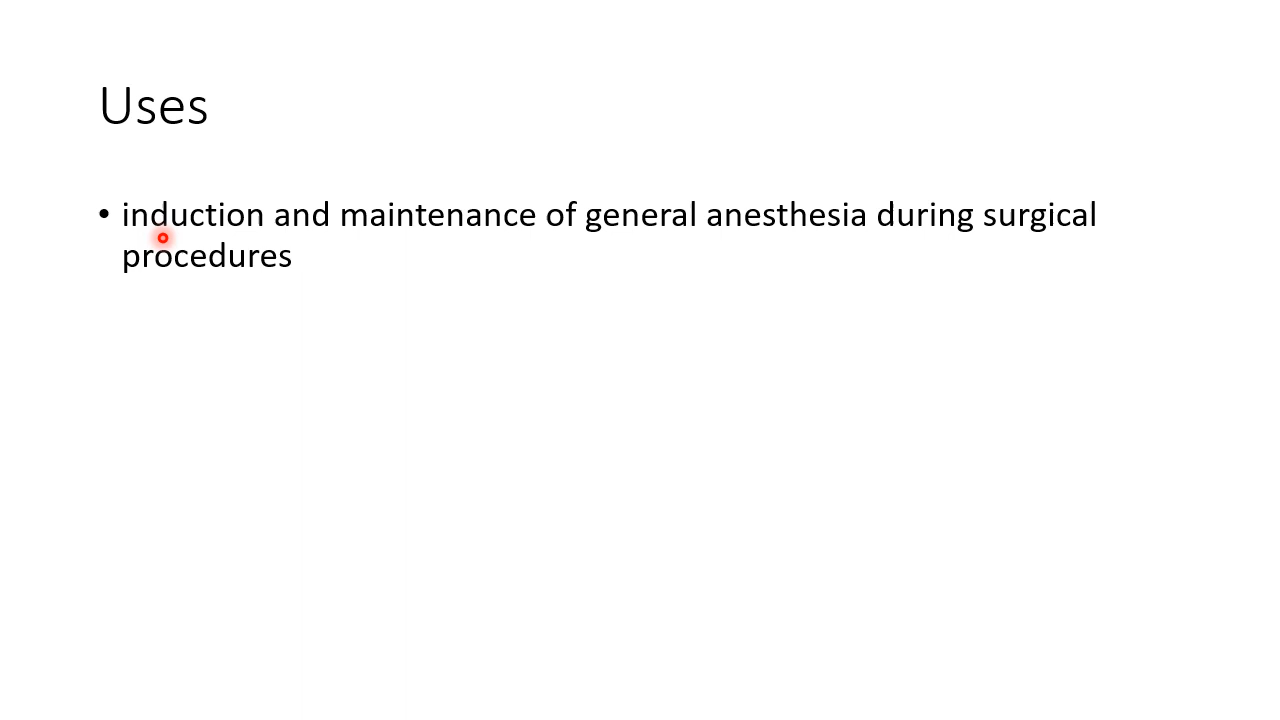 Uses
• induction and maintenance of general anesthesia during surgical
procedures